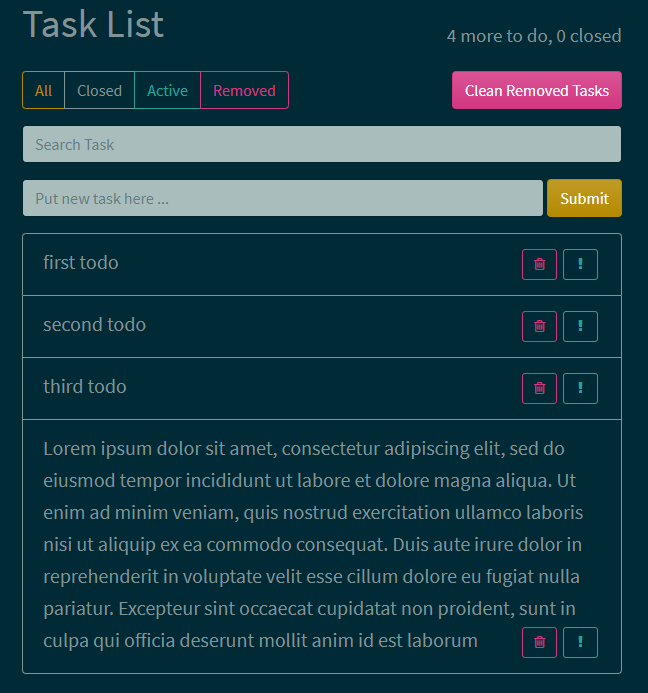 Task List
4 more to do, 0 closed
All Closed Active Removed
Clean Removed Tasks
Search Task
Put new task here ...
Submit
first todo
second todo
third todo
Lorem ipsum dolor sit amet, consectetur adipiscing elit, sed do
eiusmod tempor incididunt ut labore et dolore magna aliqua. Ut
enim ad minim veniam, quis nostrud exercitation ullamco laboris
nisi ut aliquip ex ea commodo consequat. Duis aute irure dolor in
reprehenderit in voluptate velit esse cillum dolore eu fugiat nulla
pariatur. Excepteur sint occaecat cupidatat non proident, sunt in
culpa qui officia deserunt mollit anim id est laborum